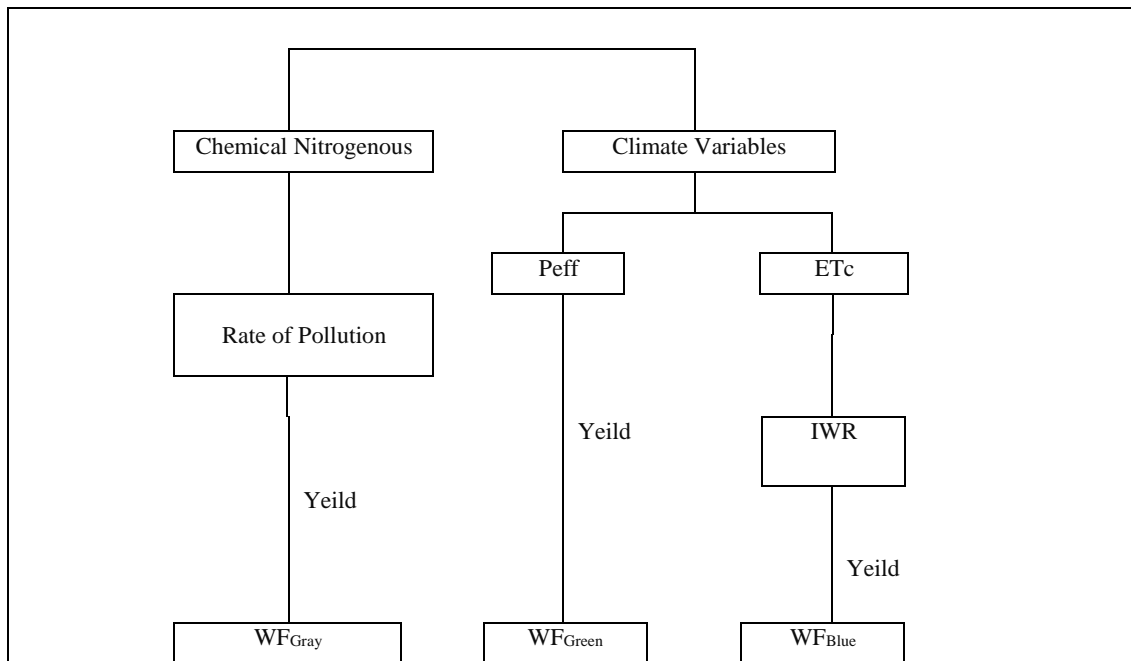 Chemical Nitrogenous
Climate Variables
Peff
ETc
Rate of Pollution
Yeild
IWR
Yeild
Yeild
WFGray
WFGreen
WFBlue